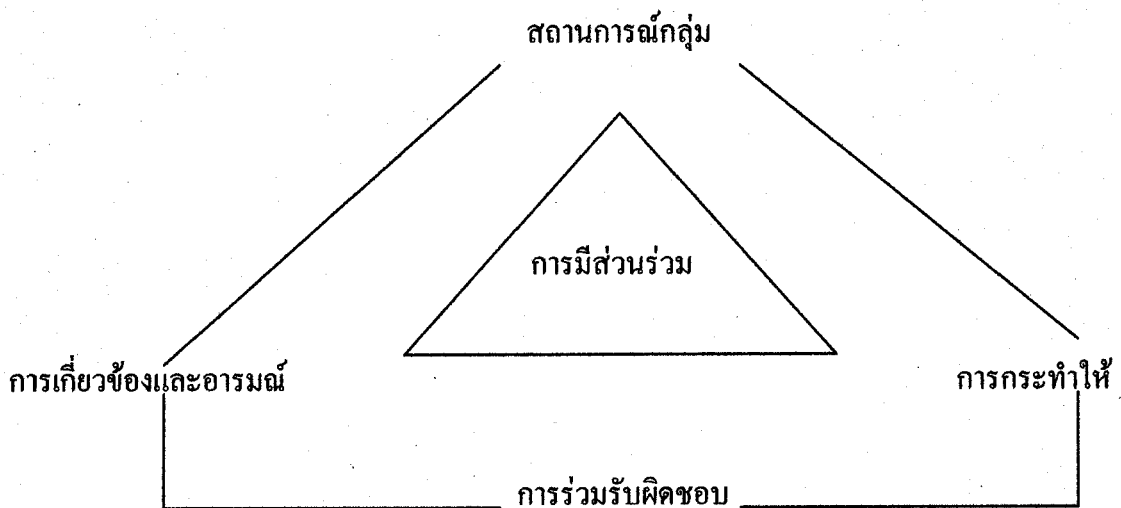 สถานการณ์กลุ่ม
การมีส่วนร่วม
การเกี่ยวข้องและอารมณ์
การกระทำให้
การร่วมรับผิดชอบ